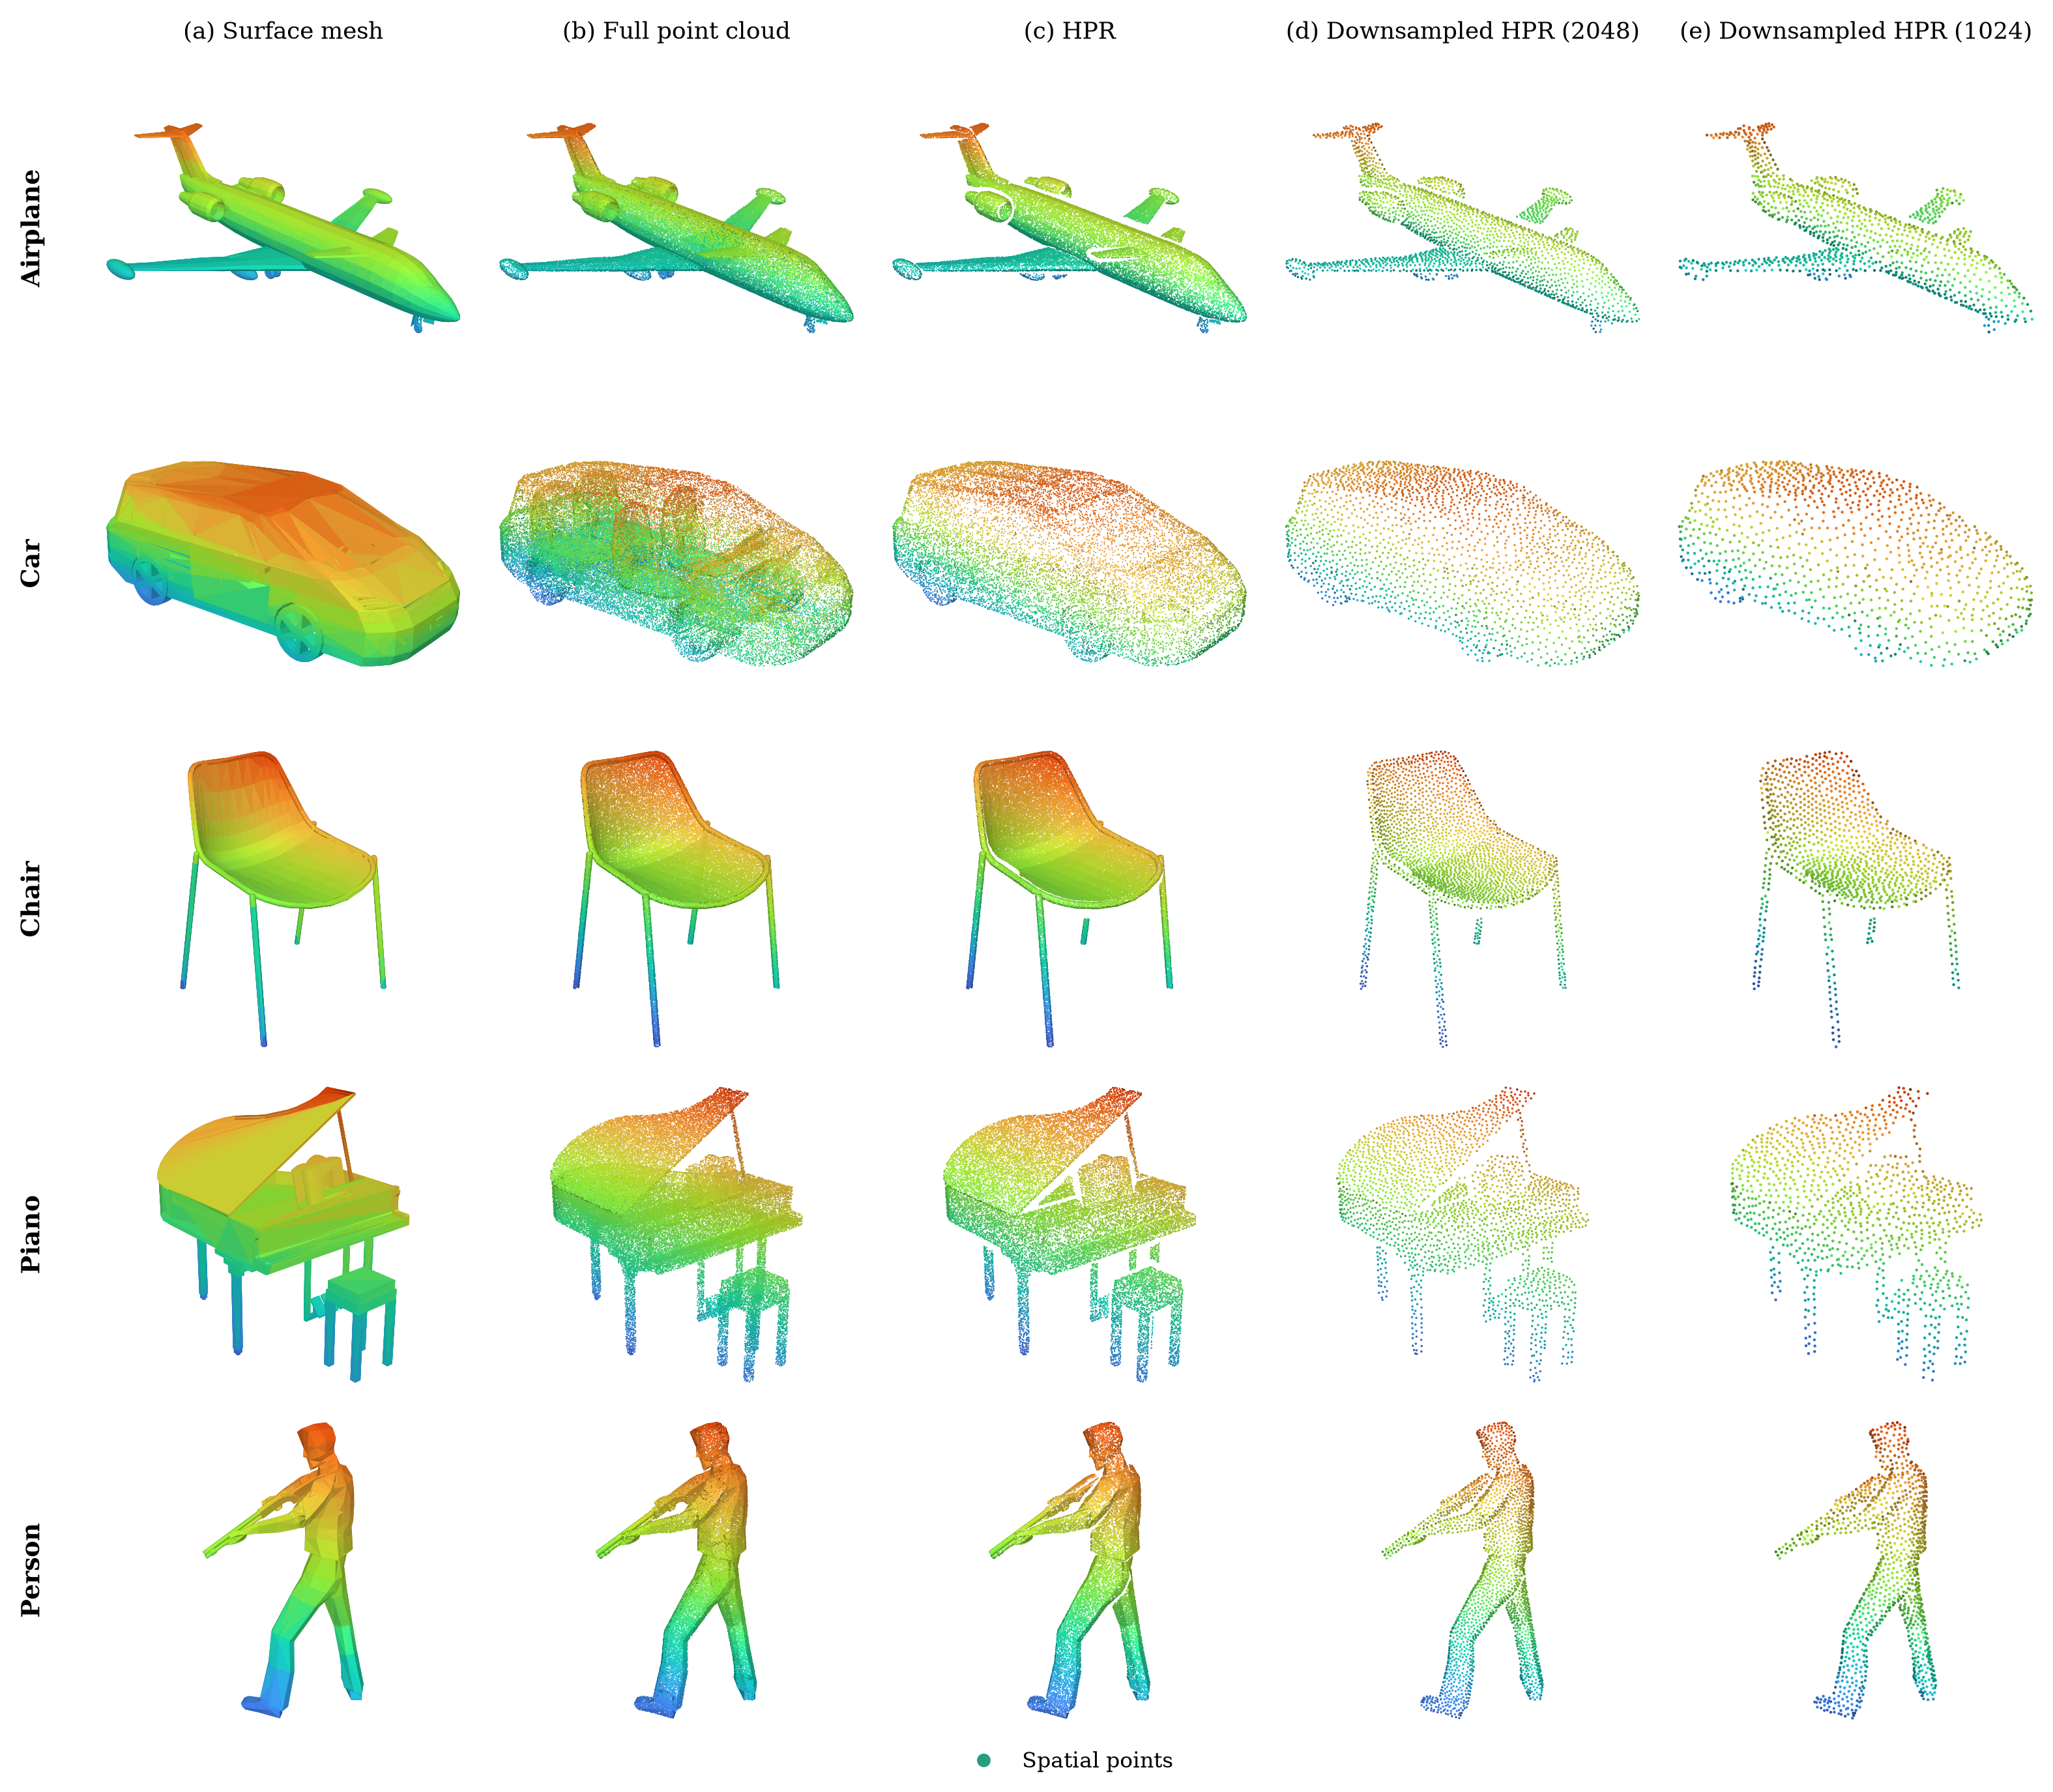 (a) Surface mesh
(b) Full point cloud
(c) HPR
(d) Downsampled HPR (2048)
(e) Downsampled HPR (1024)
Airplane
Car
Chair
Piano
Person
Spatial points